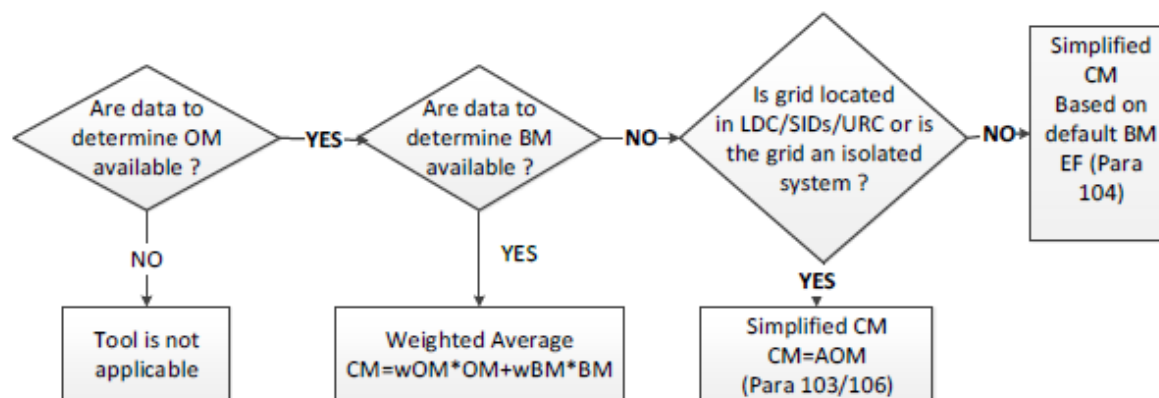 Are data to
determine OM
available ?
YES
Are data to
determine BM
available ?
NO
Is grid located
in LDC/SIDs/URC or is
the grid an isolated
system ?
NO
Simplified
CM
Based on
default BM
EF (Para
104)
NO
YES
YES
Tool is not
applicable
Weighted Average
CM=wOM*OM+wBM*BM
Simplified CM
CM=AOM
(Para 103/106)